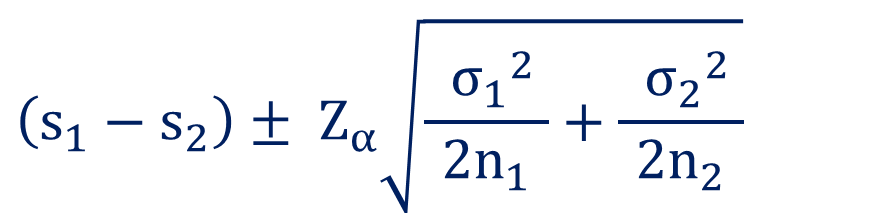 (s₁ − s₂) ± Z_α √(σ₁²/2n₁ + σ₂²/2n₂)